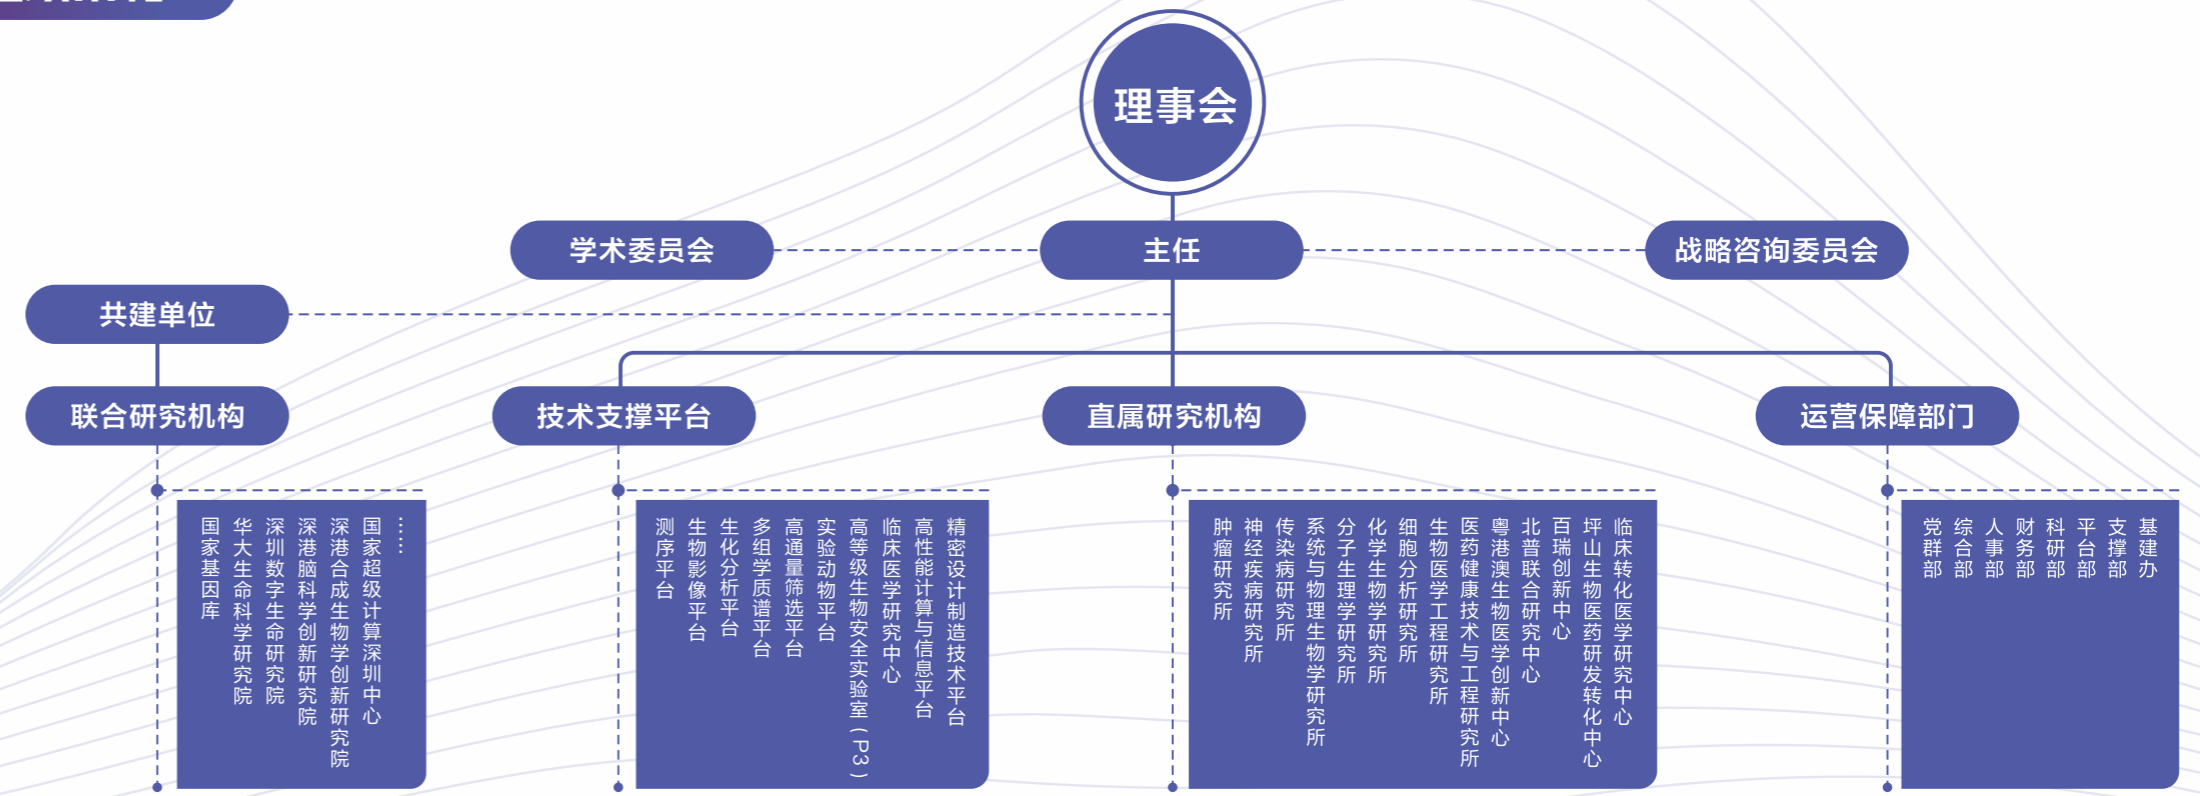 理事会
学术委员会
主任
战略咨询委员会
共建单位
联合研究机构
技术支撑平台
直属研究机构
运营保障部门
国家基因库
华大生命科学研究院
深圳数字生命研究院
深港脑科学创新研究院
深港合成生物学创新研究院
国家超级计算深圳中心
……
测序平台
生物影像平台
生化分析平台
多组学质谱平台
高通量筛选平台
实验动物平台
高等级生物安全实验室(P3)
临床医学研究中心
高性能计算与信息平台
精密设计制造技术平台
肿瘤研究所
神经疾病研究所
传染病研究所
系统与物理生物学研究所
分子生理学研究所
化学生物学研究所
细胞分析研究所
生物医学工程研究所
医药健康技术与工程研究所
粤港澳生物医学创新中心
北普联合研究中心
百瑞创新中心
坪山生物医药研发转化中心
临床转化医学研究中心
党群部
综合部
人事部
财务部
科研部
平台部
支撑部
基建办